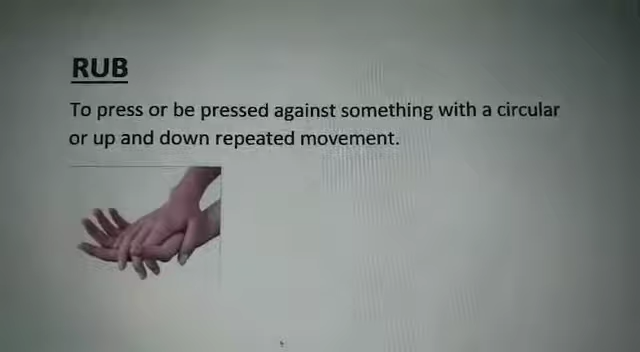 RUB
To press or be pressed against something with a circular
or up and down repeated movement.